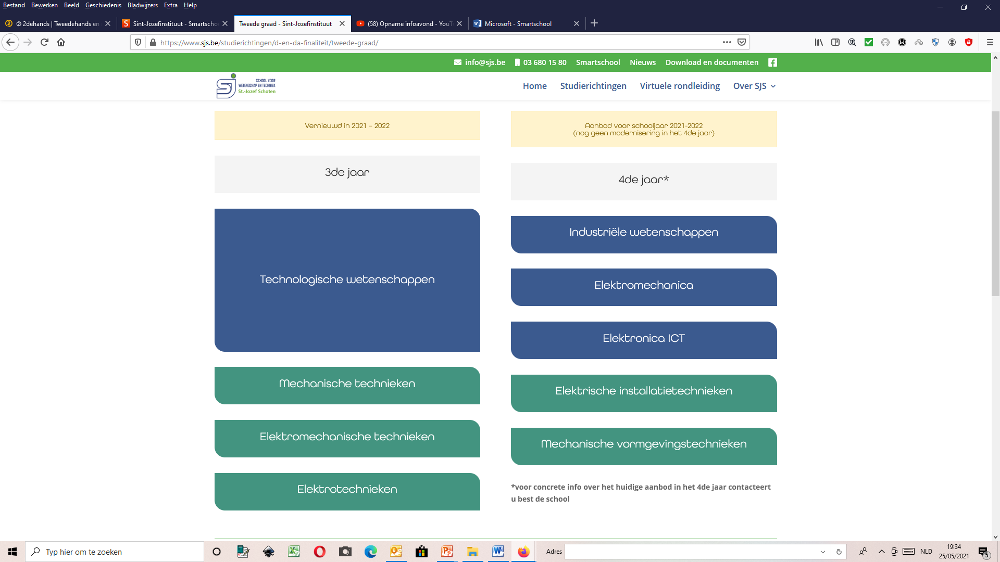 Bestand Bewerken Beeld Geschiedenis Bladwijzers Extra Help
② 2dehands | Tweedehands en
Sint-Jozefinstituut - Smartscho
Tweede graad - Sint-Jozefinstituut
(58) Opname infoavond - YouT
Microsoft - Smartschool
https://www.sjs.be/studierichtingen/d-en-da-finaliteit/tweede-graad/
info@sjs.be 03 680 15 80 Smartschool Nieuws Download en documenten
SCHOOL VOOR
WETENSCHAP EN TECHNIEK
St.-Jozef Schoten
Home Studierichtingen Virtuele rondleiding Over SJS
Vernieuwd in 2021 – 2022
3de jaar
Technologische wetenschappen
Mechanische technieken
Elektromechanische technieken
Elektrotechnieken
Aanbod voor schooljaar 2021-2022
(nog geen modernisering in het 4de jaar)
4de jaar*
Industriële wetenschappen
Elektromechanica
Elektronica ICT
Elektrische installatietechnieken
Mechanische vormgevingstechnieken
*voor concrete info over het huidige aanbod in het 4de jaar contacteert
u best de school
Typ hier om te zoeken
Adres
NLD
19:34
25/05/2021
5